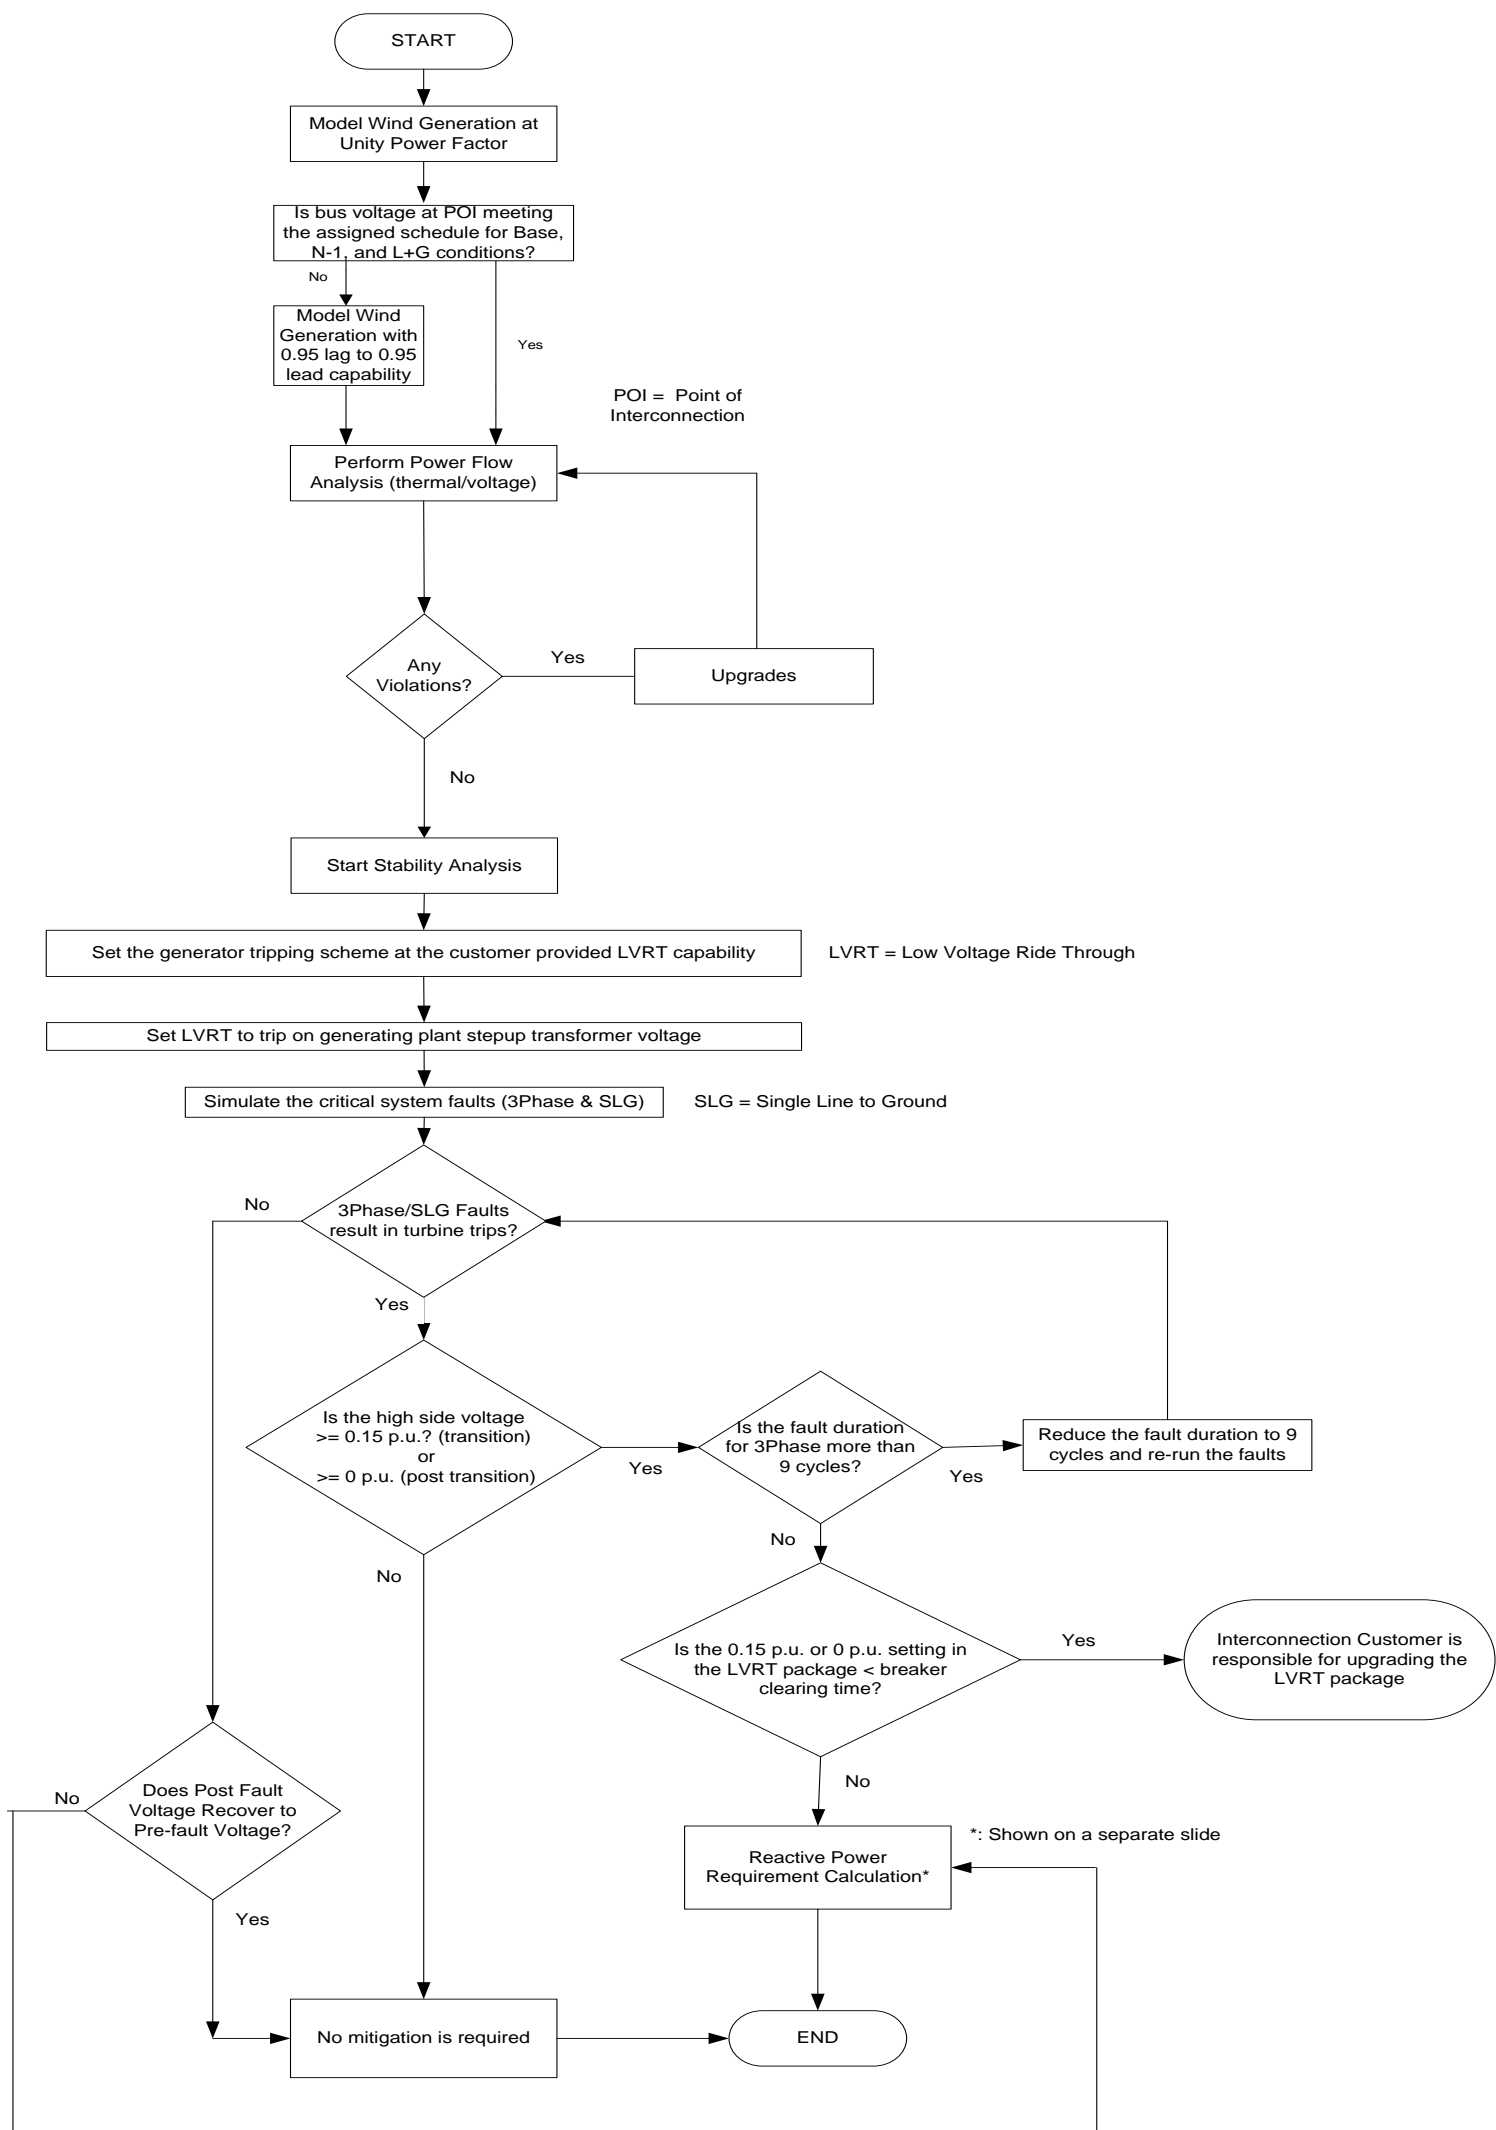 START
Model Wind Generation at
Unity Power Factor
Is bus voltage at POI meeting
the assigned schedule for Base,
N-1, and L+G conditions?
No
Model Wind
Generation with
0.95 lag to 0.95
lead capability
Yes
POI =  Point of
Interconnection
Perform Power Flow
Analysis (thermal/voltage)
Any
Violations?
Yes
Upgrades
No
Start Stability Analysis
Set the generator tripping scheme at the customer provided LVRT capability
LVRT = Low Voltage Ride Through
Set LVRT to trip on generating plant stepup transformer voltage
Simulate the critical system faults (3Phase & SLG)
SLG = Single Line to Ground
No
3Phase/SLG Faults
result in turbine trips?
Yes
Is the high side voltage
>= 0.15 p.u.? (transition)
or
>= 0 p.u. (post transition)
Yes
Is the fault duration
for 3Phase more than
9 cycles?
Yes
Reduce the fault duration to 9
cycles and re-run the faults
No
No
Is the 0.15 p.u. or 0 p.u. setting in
the LVRT package < breaker
clearing time?
Yes
Interconnection Customer is
responsible for upgrading the
LVRT package
No
No
Does Post Fault
Voltage Recover to
Pre-fault Voltage?
Yes
Reactive Power
Requirement Calculation*
*: Shown on a separate slide
No mitigation is required
END